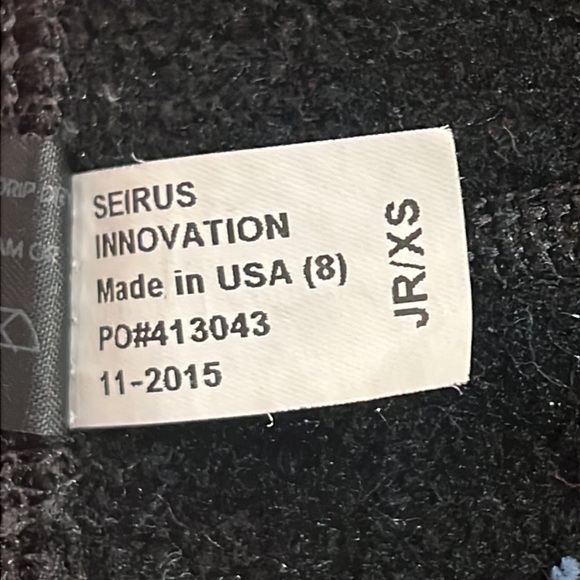 SEIRUS
INNOVATION
Made in USA (8)
PO#413043
11-2015
JR/XS